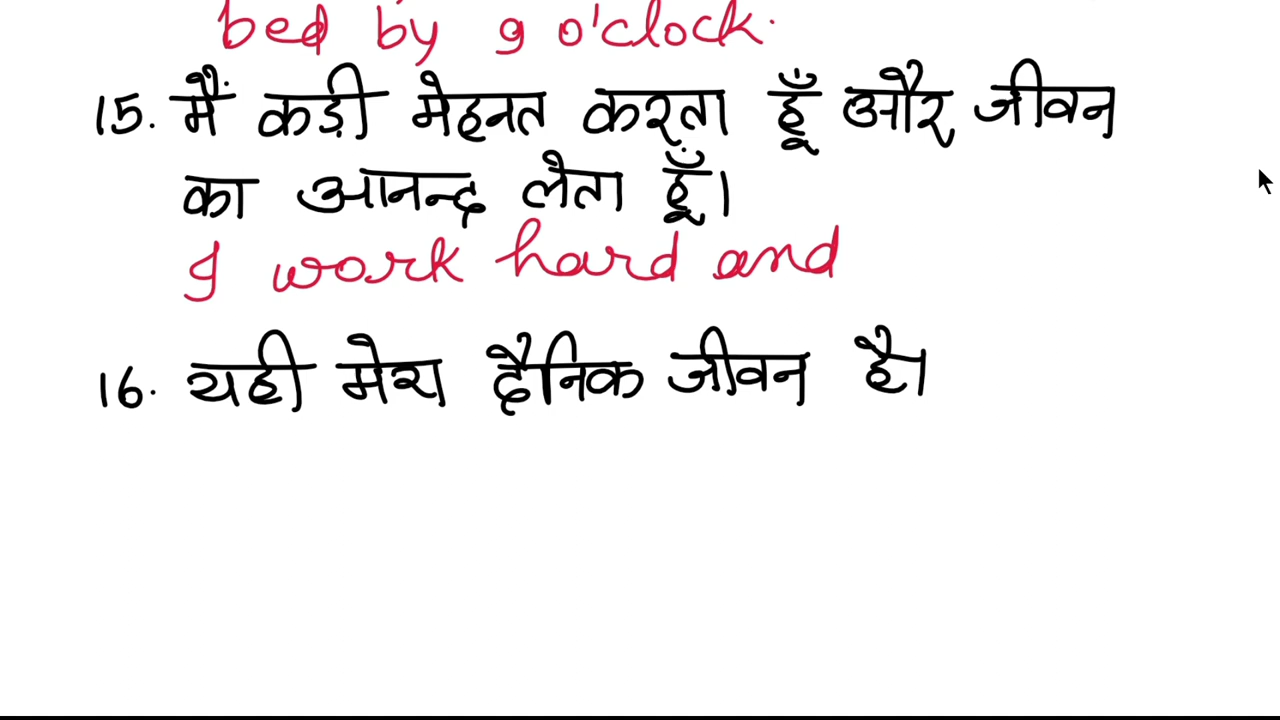 bed by 9 o'clock.
15. मैं कड़ी मेहनत करता हूँ और जीवन
का आनन्द लेता हूँ।
I work hard and
16. यही मेरा दैनिक जीवन है।